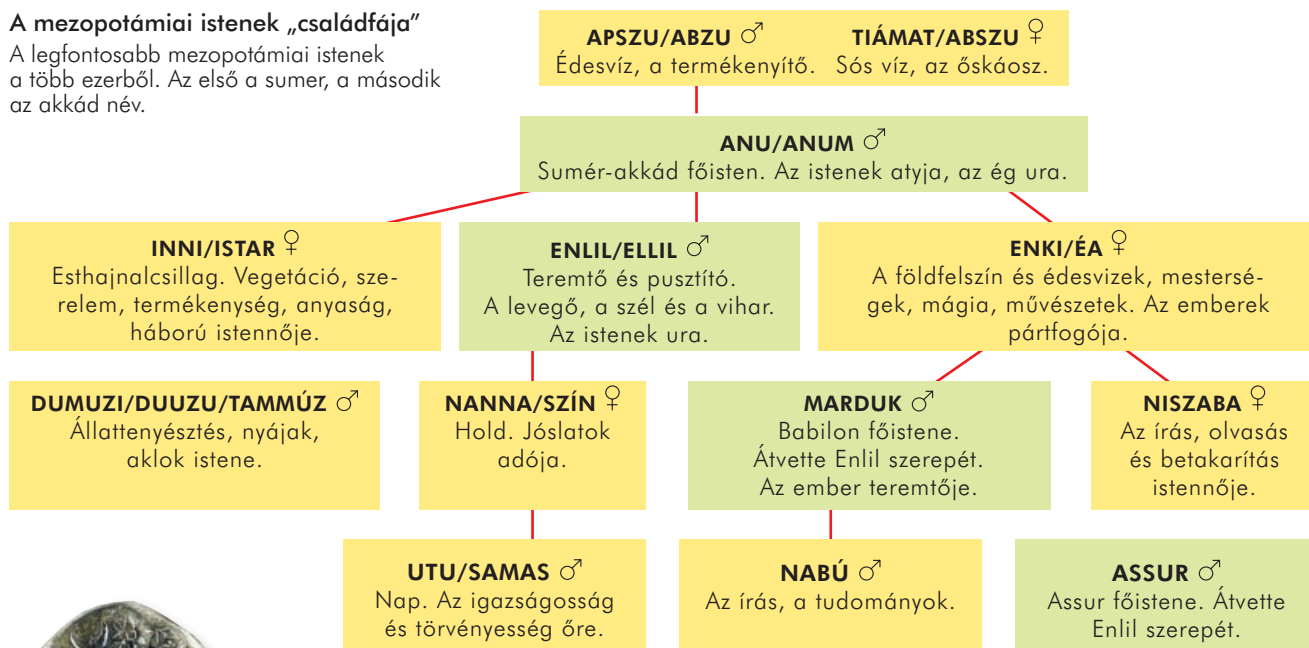 A mezopotámiai istenek „családfája”
A legfontosabb mezopotámiai istenek
a több ezerből. Az első a sumer, a második
az akkád név.
APSZU/ABZU ♂
Édesvíz, a termékenyítő.
TIÁMAT/ABSZU ♀
Sós víz, az őskáosz.
ANU/ANUM ♂
Sumér-akkád főisten. Az istenek atyja, az ég ura.
INNI/ISTAR ♀
Esthajnalcsillag. Vegetáció, sze-
relem, termékenység, anyaság,
háború istennője.
ENLIL/ELLIL ♂
Teremtő és pusztító.
A levegő, a szél és a vihar.
Az istenek ura.
ENKI/ÉA ♀
A földfelszín és édesvizek, mestersé-
gek, mágia, művészetek. Az emberek
pártfogója.
DUMUZI/DUUZU/TAMMÚZ ♂
Állattenyésztés, nyájak,
aklok istene.
NANNA/SZÍN ♀
Hold. Jóslatok
adója.
MARDUK ♂
Babilon főistene.
Átvette Enlil szerepét.
Az ember teremtője.
NISZABA ♀
Az írás, olvasás
és betakarítás
istennője.
UTU/SAMAS ♂
Nap. Az igazságosság
és törvényesség őre.
NABÚ ♂
Az írás, a tudományok.
ASSUR ♂
Assur főistene. Átvette
Enlil szerepét.